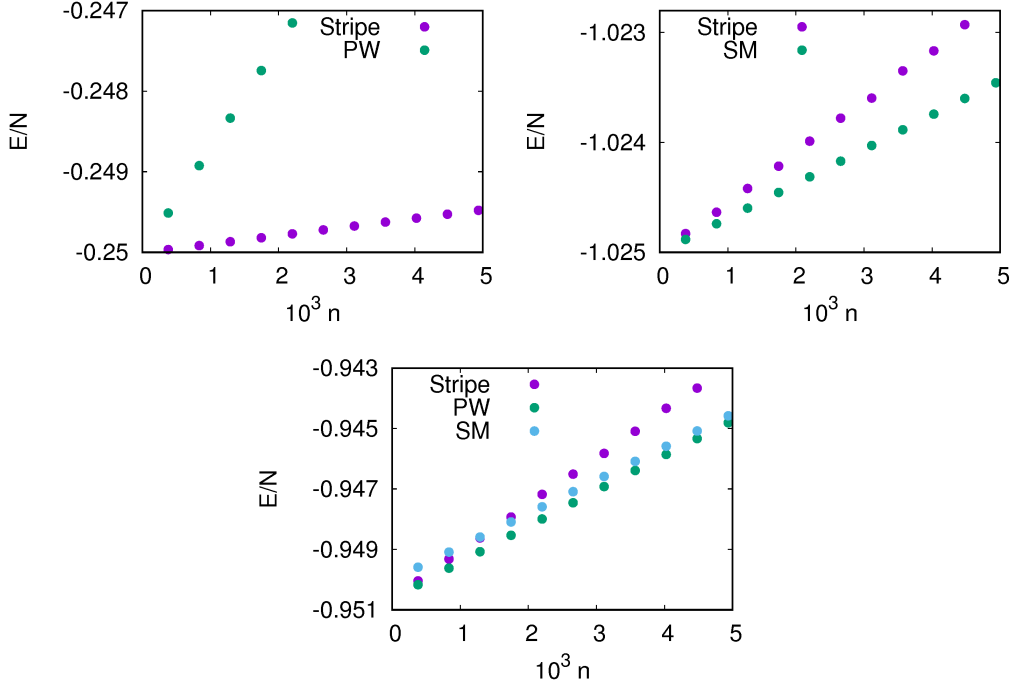 -0.247
-0.248
-0.249
-0.25
E/N
Stripe
PW
0 1 2 3 4 5
10³ n
-1.023
-1.024
-1.025
E/N
Stripe
SM
0 1 2 3 4 5
10³ n
-0.943
-0.945
-0.947
-0.949
-0.951
E/N
Stripe
PW
SM
0 1 2 3 4 5
10³ n